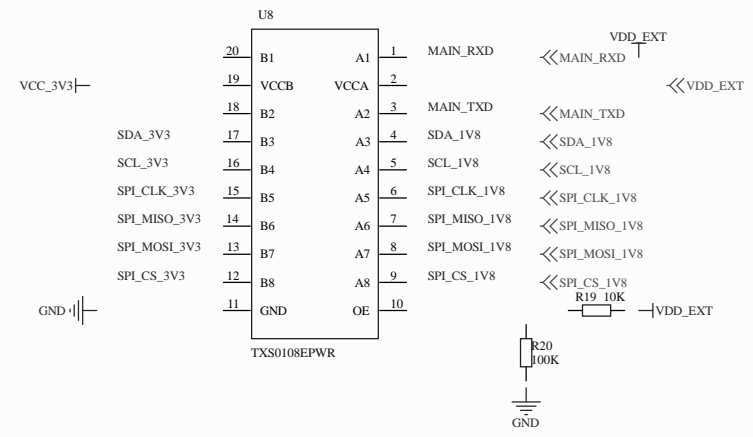 U8
VDD_EXT
20 B1 A1 1 MAIN_RXD MAIN_RXD
VCC_3V3 19 VCCB VCCA 2 VDD_EXT
18 B2 A2 3 MAIN_TXD MAIN_TXD
SDA_3V3 17 B3 A3 4 SDA_1V8 SDA_1V8
SCL_3V3 16 B4 A4 5 SCL_1V8 SCL_1V8
SPI_CLK_3V3 15 B5 A5 6 SPI_CLK_1V8 SPI_CLK_1V8
SPI_MISO_3V3 14 B6 A6 7 SPI_MISO_1V8 SPI_MISO_1V8
SPI_MOSI_3V3 13 B7 A7 8 SPI_MOSI_1V8 SPI_MOSI_1V8
SPI_CS_3V3 12 B8 A8 9 SPI_CS_1V8 SPI_CS_1V8
R19 10K
GND 11 GND OE 10 VDD_EXT
R20
TXS0108EPWR
100K
GND